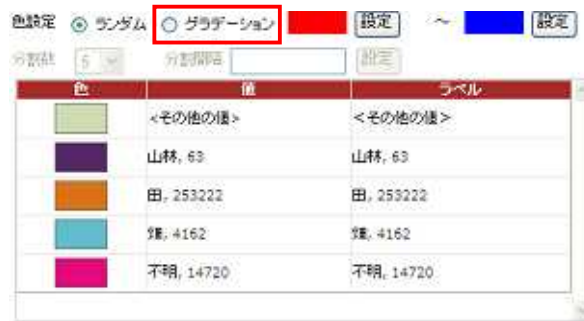 色設定 ランダム グラデーション 設定 ～ 設定
分割数 5 分割間隔 設定
色 値 ラベル
<その他の値> <その他の値>
山林, 63 山林, 63
田, 253222 田, 253222
畑, 4162 畑, 4162
不明, 14720 不明, 14720